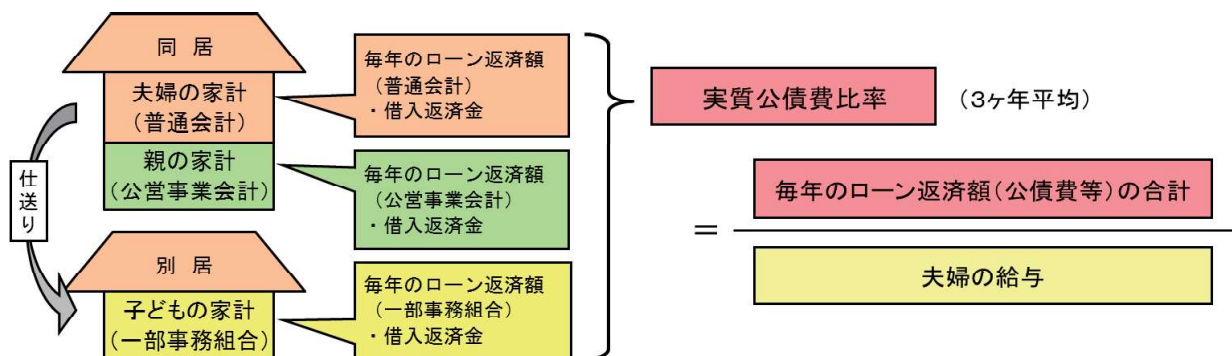 同 居
夫婦の家計
(普通会計)
親の家計
(公営事業会計)
仕送り
別 居
子どもの家計
(一部事務組合)
毎年のローン返済額
(普通会計)
・借入返済金
毎年のローン返済額
(公営事業会計)
・借入返済金
毎年のローン返済額
(一部事務組合)
・借入返済金
実質公債費比率 (3ヶ年平均)
毎年のローン返済額(公債費等)の合計
=
夫婦の給与